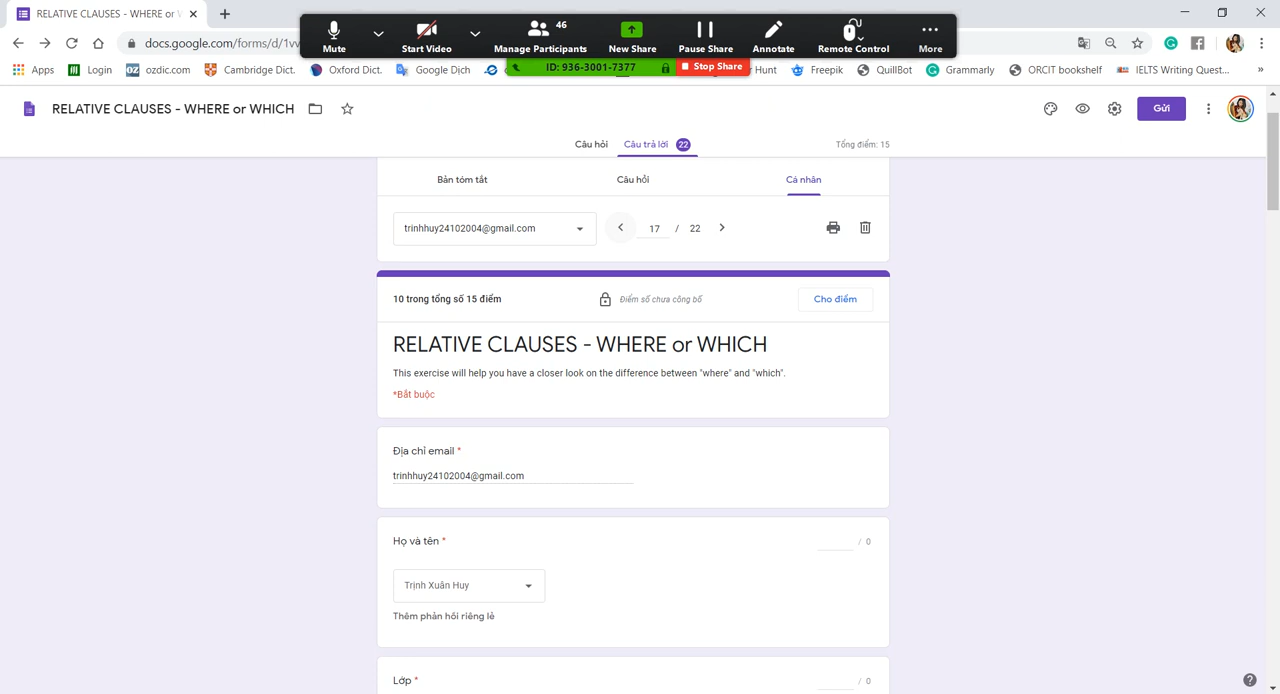 RELATIVE CLAUSES - WHERE or W
Mute
Start Video
46
Manage Participants
New Share
Pause Share
Annotate
Remote Control
More
docs.google.com/forms/d/1vv
ID: 936-3001-7377
Stop Share
Apps
Login
ozdic.com
Cambridge Dict.
Oxford Dict.
Google Dịch
Hunt
Freepik
QuillBot
Grammarly
ORCIT bookshelf
IELTS Writing Quest...
»
RELATIVE CLAUSES - WHERE or WHICH
Gửi
Câu hỏi
Câu trả lời 22
Tổng điểm: 15
Bản tóm tắt
Câu hỏi
Cá nhân
trinhhuy24102004@gmail.com
17 / 22
10 trong tổng số 15 điểm
Điểm số chưa công bố
Cho điểm
RELATIVE CLAUSES - WHERE or WHICH
This exercise will help you have a closer look on the difference between "where" and "which".
*Bắt buộc
Địa chỉ email *
trinhhuy24102004@gmail.com
Họ và tên *
/ 0
Trịnh Xuân Huy
Thêm phản hồi riêng lẻ
Lớp *
/ 0